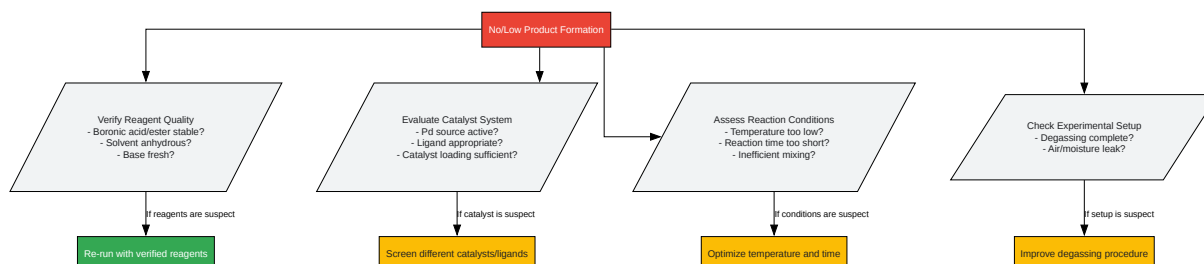 No/Low Product Formation
Verify Reagent Quality
- Boronic acid/ester stable?
- Solvent anhydrous?
- Base fresh?
Evaluate Catalyst System
- Pd source active?
- Ligand appropriate?
- Catalyst loading sufficient?
Assess Reaction Conditions
- Temperature too low?
- Reaction time too short?
- Inefficient mixing?
Check Experimental Setup
- Degassing complete?
- Air/moisture leak?
If reagents are suspect
If catalyst is suspect
If conditions are suspect
If setup is suspect
Re-run with verified reagents
Screen different catalysts/ligands
Optimize temperature and time
Improve degassing procedure